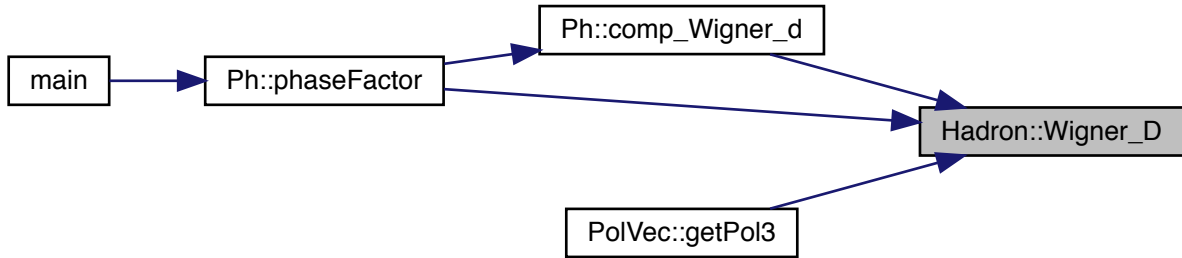 main
Ph::phaseFactor
Ph::comp_Wigner_d
Hadron::Wigner_D
PolVec::getPol3